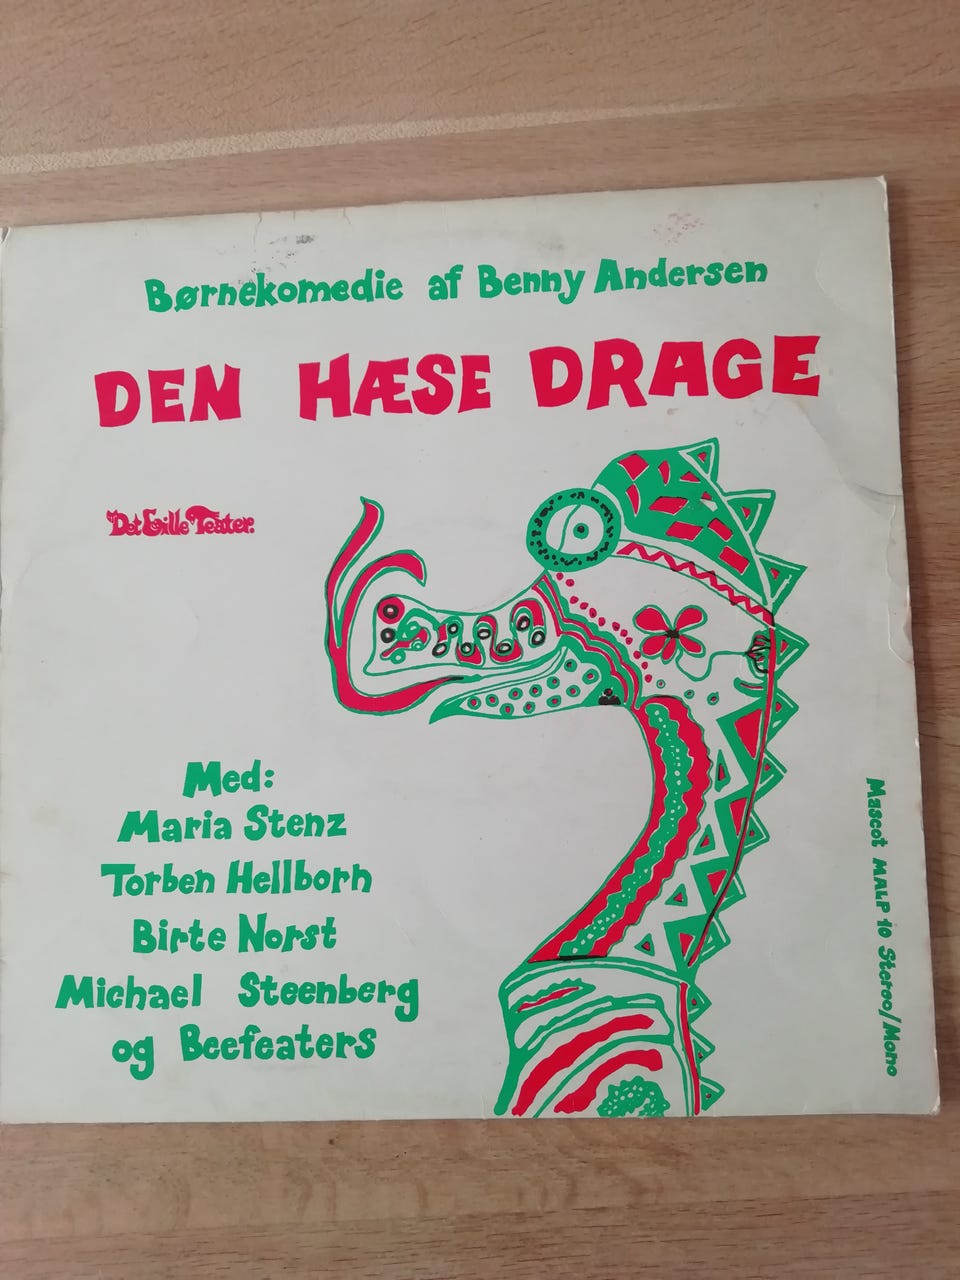 Børnekomedie af Benny Andersen
DEN HÆSE DRAGE
Det Lille Teater.
Med:
Maria Stenz
Torben Hellborn
Birte Norst
Michael Steenberg
og Beefeaters
Mascot MALP 10 Stereo/Mono